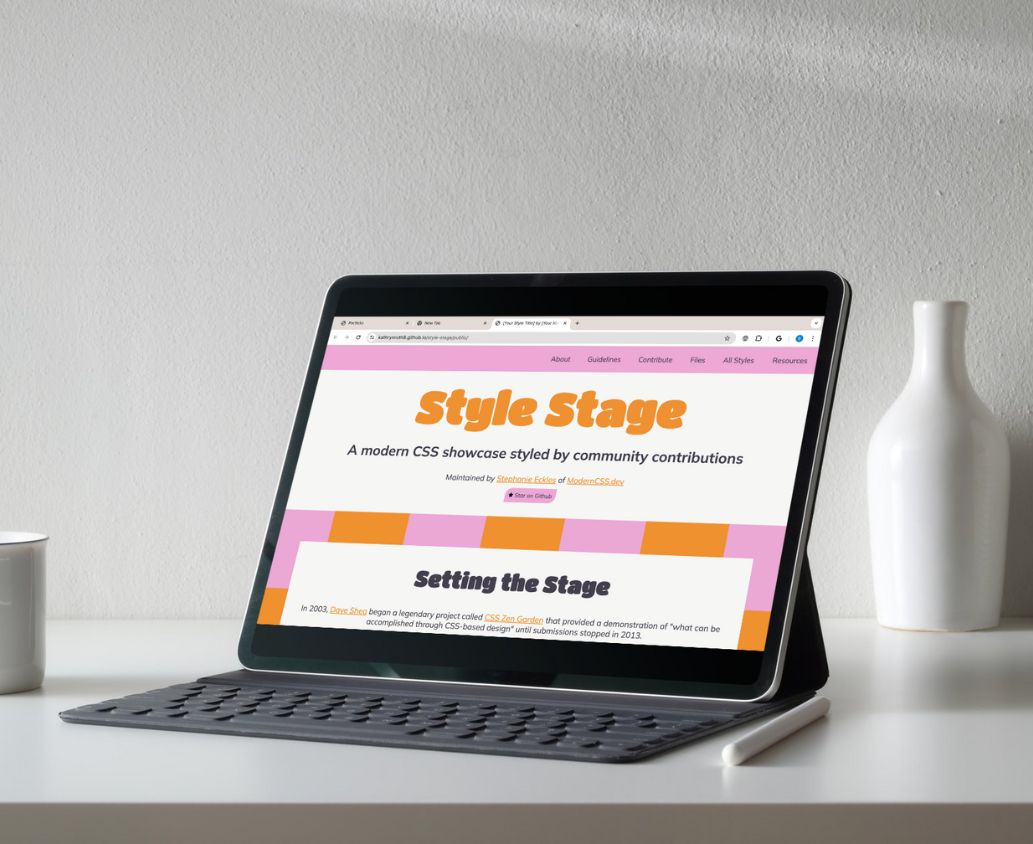 Portfolio
New Tab
[Your Style Title] by [Your N
kathrynsmith8.github.io/style-stage/public/
About Guidelines Contribute Files All Styles Resources
Style Stage
A modern CSS showcase styled by community contributions
Maintained by Stephanie Eckles of ModernCSS.dev
Star on Github
Setting the Stage
In 2003, Dave Shea began a legendary project called CSS Zen Garden that provided a demonstration of "what can be
accomplished through CSS-based design" until submissions stopped in 2013.